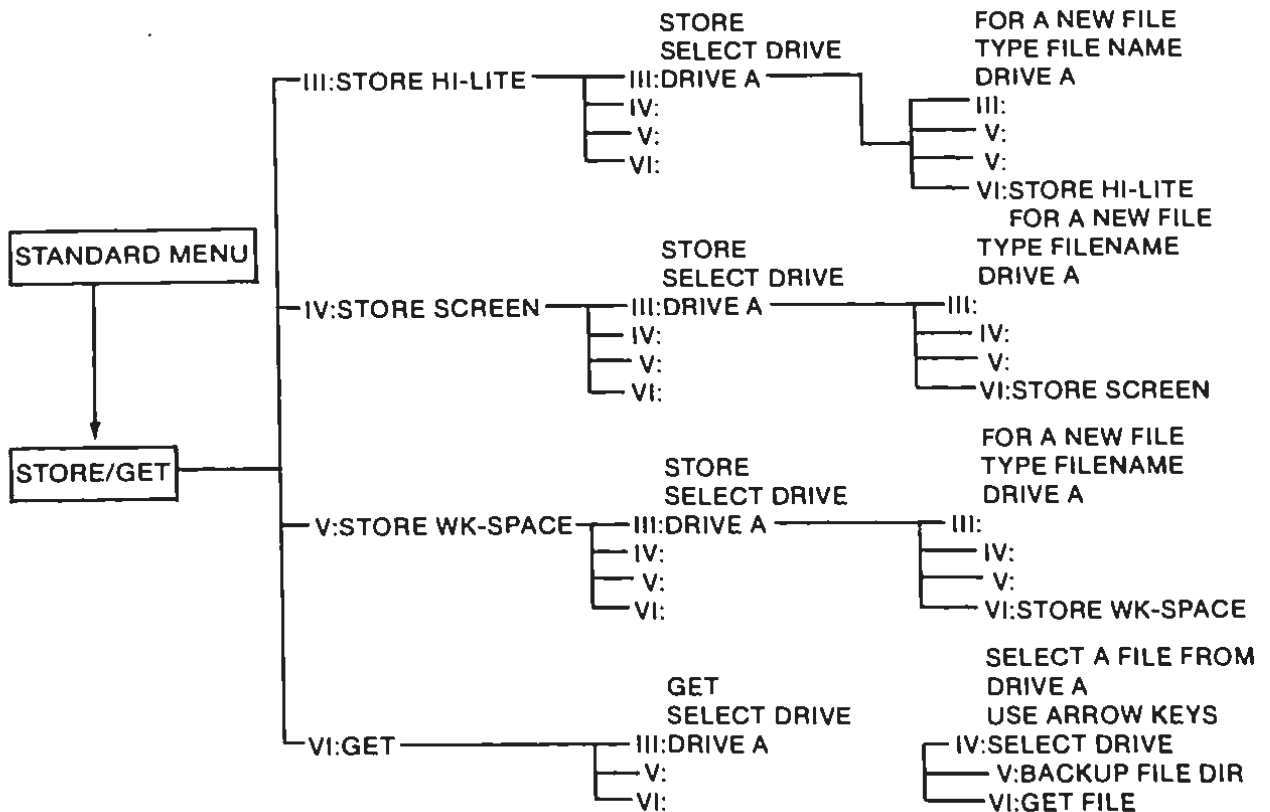 STANDARD MENU
STORE/GET
III:STORE HI-LITE
STORE
SELECT DRIVE
III:DRIVE A
IV:
V:
VI:
FOR A NEW FILE
TYPE FILE NAME
DRIVE A
III:
V:
V:
VI:STORE HI-LITE
IV:STORE SCREEN
STORE
SELECT DRIVE
III:DRIVE A
IV:
V:
VI:
FOR A NEW FILE
TYPE FILENAME
DRIVE A
III:
IV:
V:
VI:STORE SCREEN
V:STORE WK-SPACE
STORE
SELECT DRIVE
III:DRIVE A
IV:
V:
VI:
FOR A NEW FILE
TYPE FILENAME
DRIVE A
III:
IV:
V:
VI:STORE WK-SPACE
VI:GET
GET
SELECT DRIVE
III:DRIVE A
V:
VI:
SELECT A FILE FROM
DRIVE A
USE ARROW KEYS
IV:SELECT DRIVE
V:BACKUP FILE DIR
VI:GET FILE